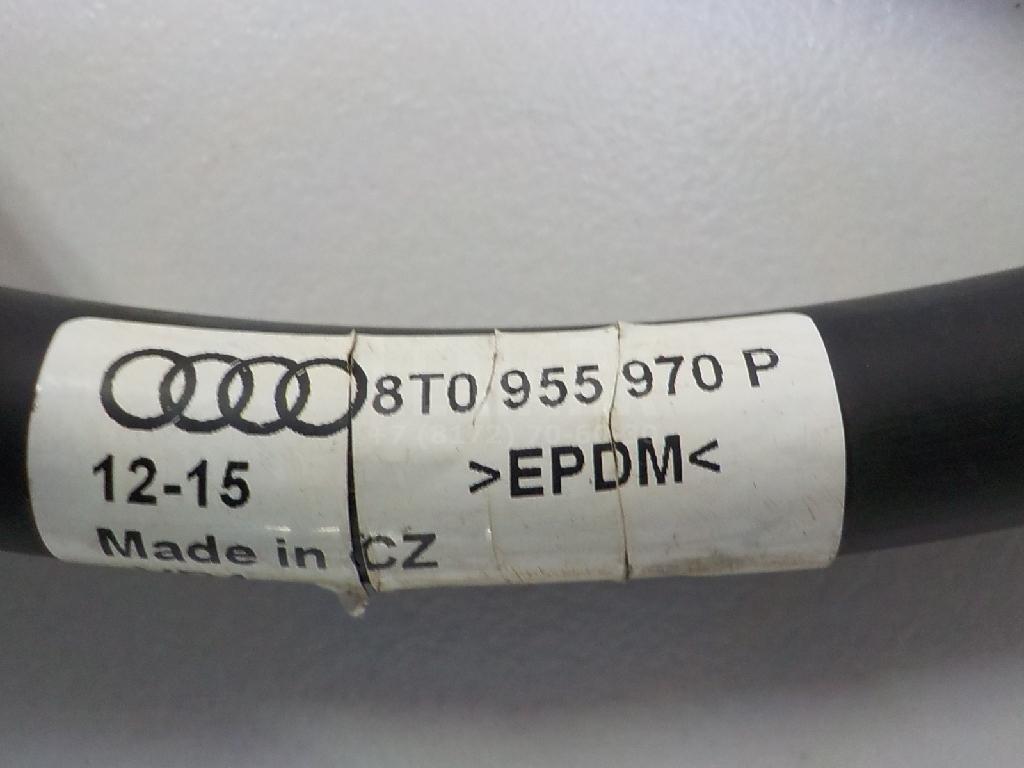 8T0 955 970 P
12-15 >EPDM<
Made in CZ